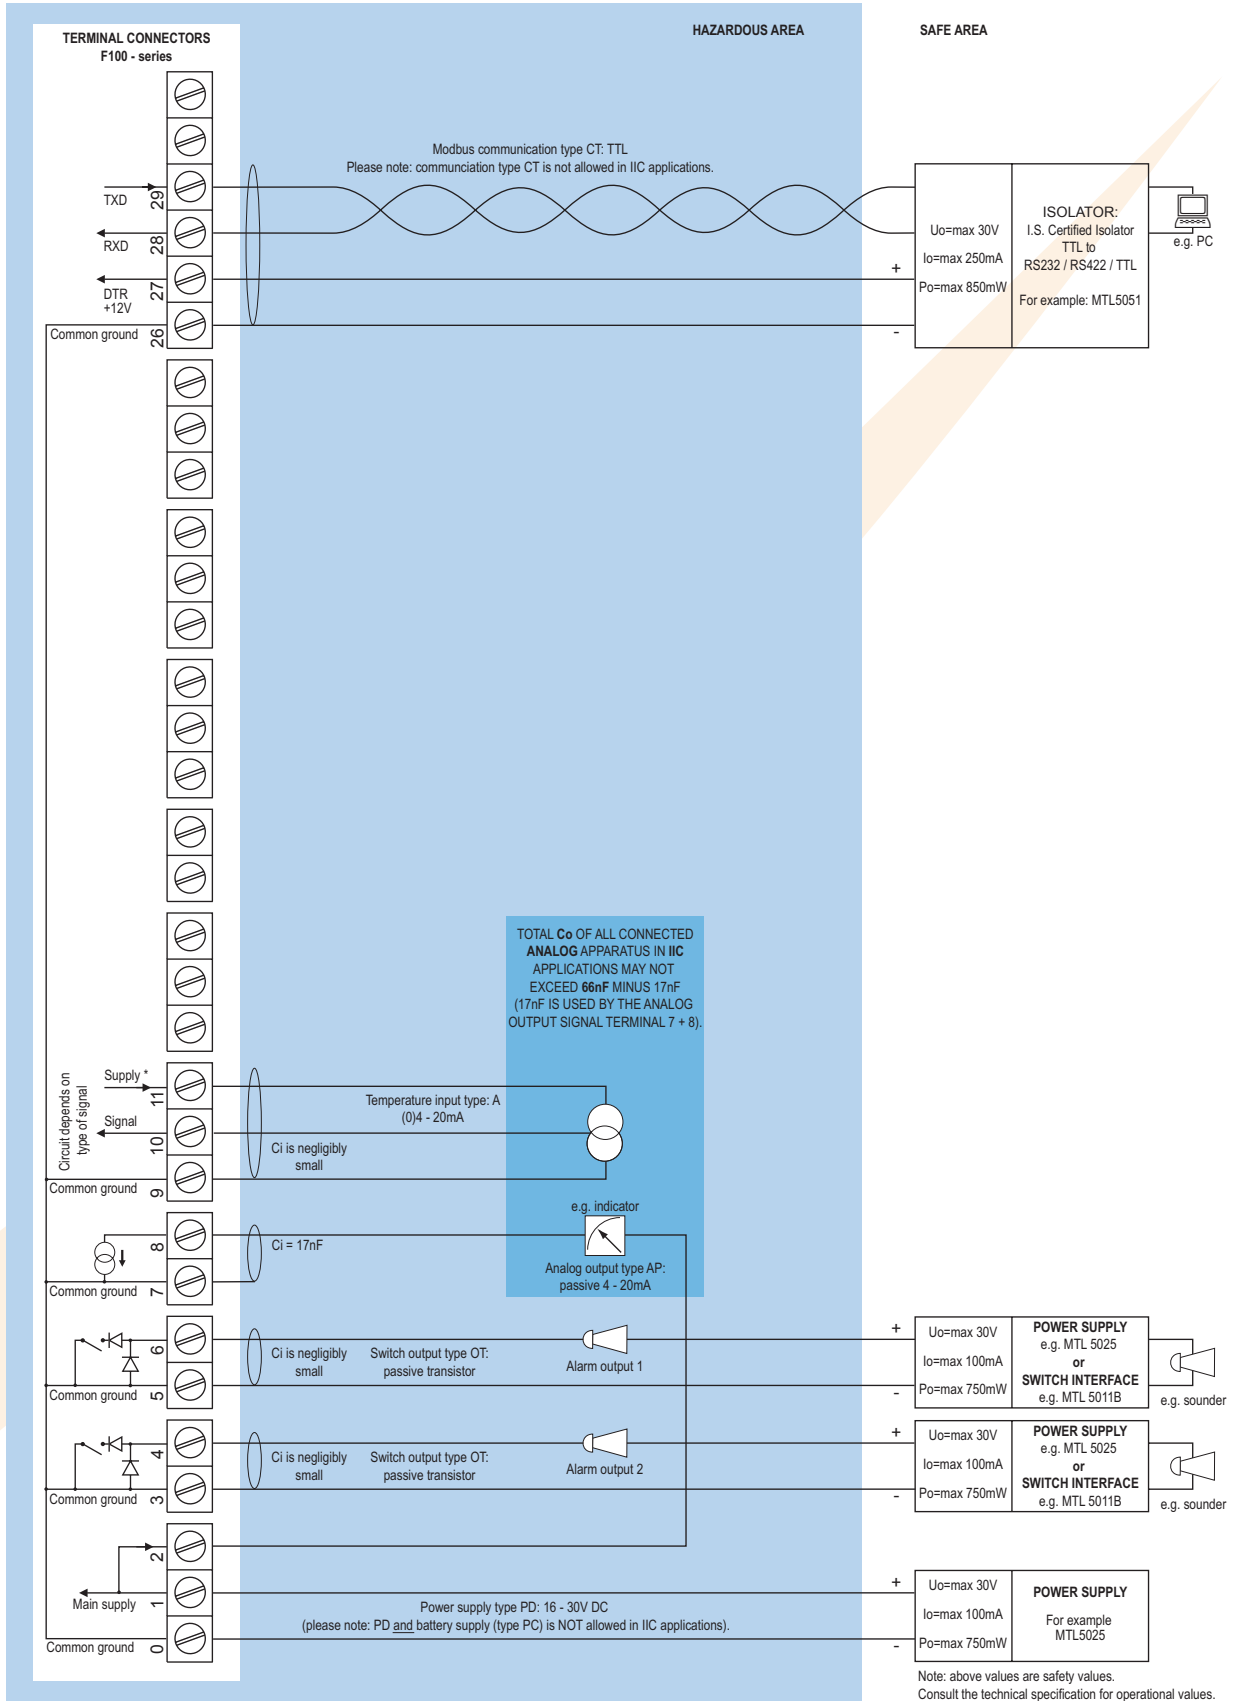 TERMINAL CONNECTORS
F100 - series
HAZARDOUS AREA
SAFE AREA
Modbus communication type CT: TTL
Please note: communciation type CT is not allowed in IIC applications.
TXD
29
RXD
28
DTR
+12V
27
Common ground
26
+
-
Uo=max 30V
Io=max 250mA
Po=max 850mW
ISOLATOR:
I.S. Certified Isolator
TTL to
RS232 / RS422 / TTL
For example: MTL5051
e.g. PC
TOTAL Co OF ALL CONNECTED
ANALOG APPARATUS IN IIC
APPLICATIONS MAY NOT
EXCEED 66nF MINUS 17nF
(17nF IS USED BY THE ANALOG
OUTPUT SIGNAL TERMINAL 7 + 8).
Circuit depends on
type of signal
Supply *
11
Signal
10
Common ground
9
Temperature input type: A
(0)4 - 20mA
Ci is negligibly
small
e.g. indicator
8
Ci = 17nF
Common ground
7
Analog output type AP:
passive 4 - 20mA
6
Ci is negligibly
small
Switch output type OT:
passive transistor
Alarm output 1
Common ground
5
+
-
Uo=max 30V
Io=max 100mA
Po=max 750mW
POWER SUPPLY
e.g. MTL 5025
or
SWITCH INTERFACE
e.g. MTL 5011B
e.g. sounder
4
Ci is negligibly
small
Switch output type OT:
passive transistor
Alarm output 2
Common ground
3
+
-
Uo=max 30V
Io=max 100mA
Po=max 750mW
POWER SUPPLY
e.g. MTL 5025
or
SWITCH INTERFACE
e.g. MTL 5011B
e.g. sounder
2
Main supply
1
Power supply type PD: 16 - 30V DC
(please note: PD and battery supply (type PC) is NOT allowed in IIC applications).
Common ground
0
+
-
Uo=max 30V
Io=max 100mA
Po=max 750mW
POWER SUPPLY
For example
MTL5025
Note: above values are safety values.
Consult the technical specification for operational values.